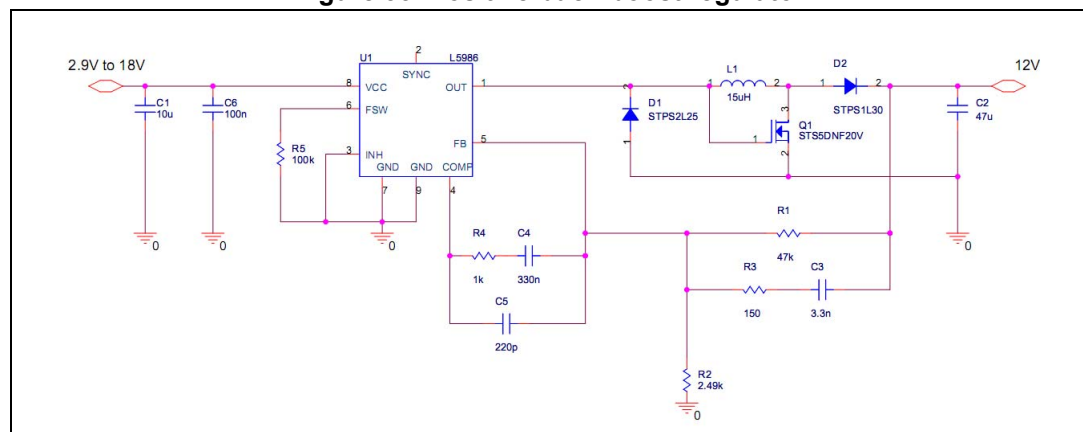 2.9V to 18V
C1
10u
C6
100n
0
0
R5
100k
U1
L5986
2
SYNC
8
VCC
OUT
1
6
FSW
FB
5
3
INH
GND
GND
COMP
7
9
4
0
R4
1k
C4
330n
C5
220p
2
D1
STPS2L25
1
1
L1
2
15uH
3
Q1
STS5DNF20V
1
2
D2
1
2
STPS1L30
12V
C2
47u
0
R1
47k
R3
150
C3
3.3n
R2
2.49k
0